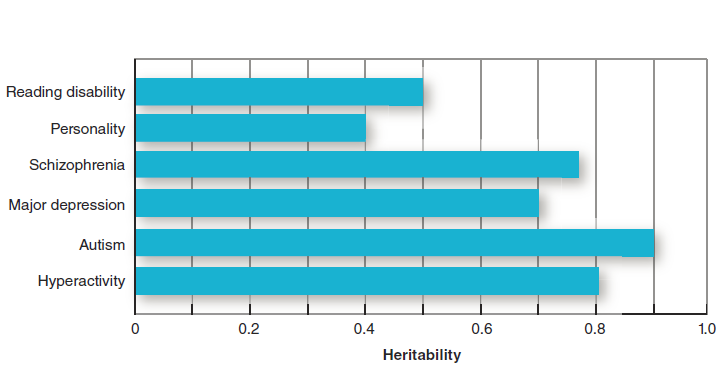 Reading disability
Personality
Schizophrenia
Major depression
Autism
Hyperactivity
0 0.2 0.4 0.6 0.8 1.0
Heritability